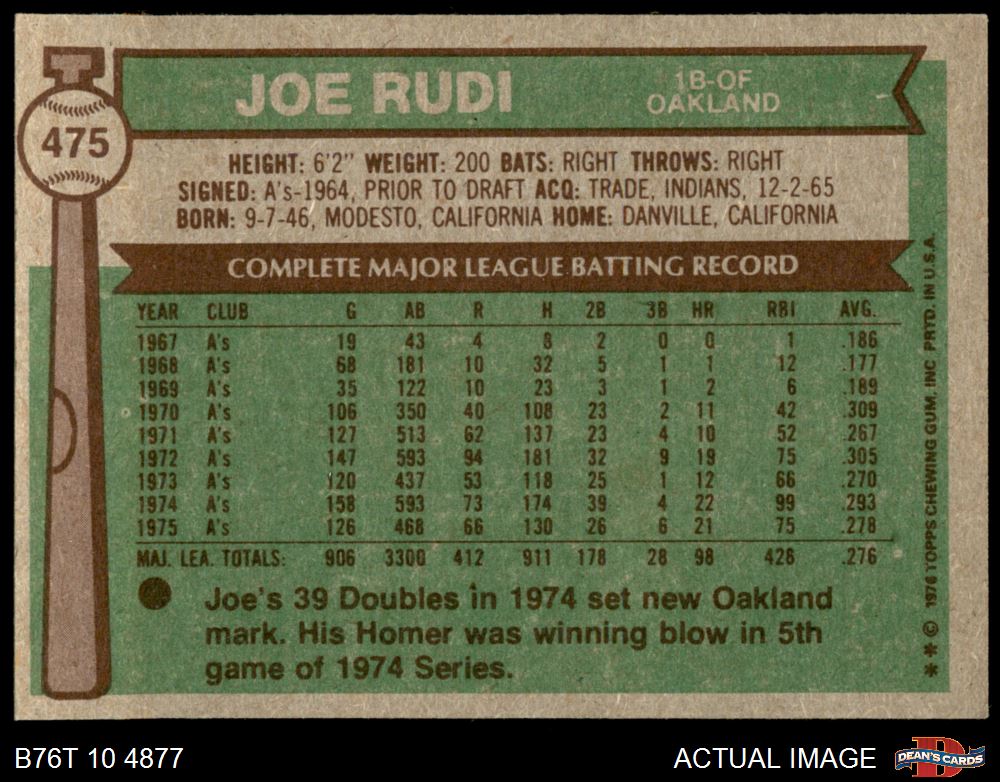 JOE RUDI
1B-OF
OAKLAND
475
HEIGHT: 6'2" WEIGHT: 200 BATS: RIGHT THROWS: RIGHT
SIGNED: A's-1964, PRIOR TO DRAFT ACQ: TRADE, INDIANS, 12-2-65
BORN: 9-7-46, MODESTO, CALIFORNIA HOME: DANVILLE, CALIFORNIA
COMPLETE MAJOR LEAGUE BATTING RECORD
YEAR CLUB G AB R H 2B 3B HR RBI AVG.
1967 A's 19 43 4 8 2 0 0 1 .186
1968 A's 68 181 10 32 5 1 1 12 .177
1969 A's 35 122 10 23 3 1 2 6 .189
1970 A's 106 350 40 108 23 2 11 42 .309
1971 A's 127 513 62 137 23 4 10 52 .267
1972 A's 147 593 94 181 32 9 19 75 .305
1973 A's 120 437 53 118 25 1 12 66 .270
1974 A's 158 593 73 174 39 4 22 99 .293
1975 A's 126 468 66 130 26 6 21 75 .278
MAJ. LEA. TOTALS: 906 3300 412 911 178 28 98 428 .276
Joe's 39 Doubles in 1974 set new Oakland
mark. His Homer was winning blow in 5th
game of 1974 Series.
** © 1976 TOPPS CHEWING GUM. INC PRTD. IN U.S.A.
B76T 10 4877
ACTUAL IMAGE
DEAN'S CARDS